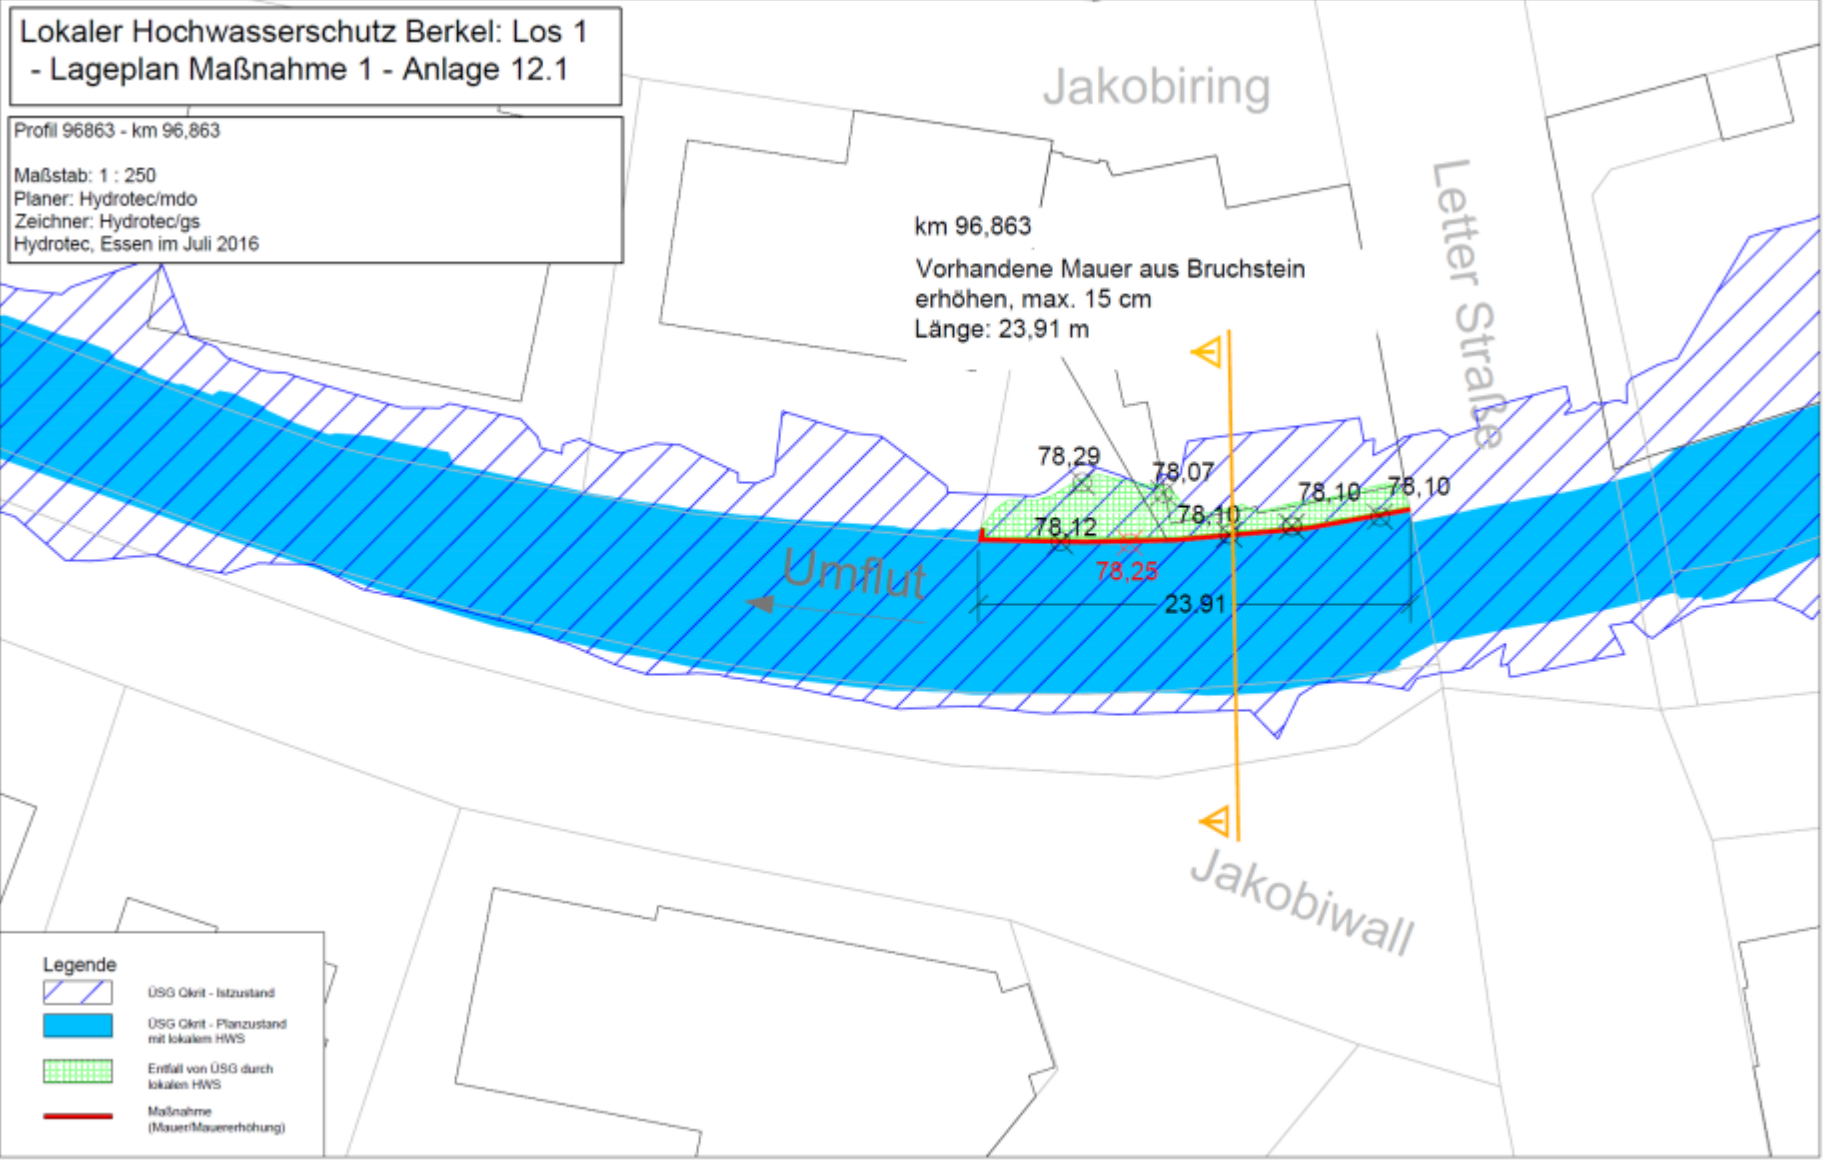 Lokaler Hochwasserschutz Berkel: Los 1
- Lageplan Maßnahme 1 - Anlage 12.1
Profil 96863 - km 96,863
Maßstab: 1 : 250
Planer: Hydrotec/mdo
Zeichner: Hydrotec/gs
Hydrotec, Essen im Juli 2016
Jakobiring
Letter Straße
km 96,863
Vorhandene Mauer aus Bruchstein
erhöhen, max. 15 cm
Länge: 23,91 m
78,29
78,07
78,10
78,10
78,10
78,12
78,25
Umflut
23.91
Jakobiwall
Legende
ÜSG Qkrit - Istzustand
ÜSG Qkrit - Planzustand
mit lokalem HWS
Entfall von ÜSG durch
lokalen HWS
Maßnahme
(Mauer/Mauererhöhung)